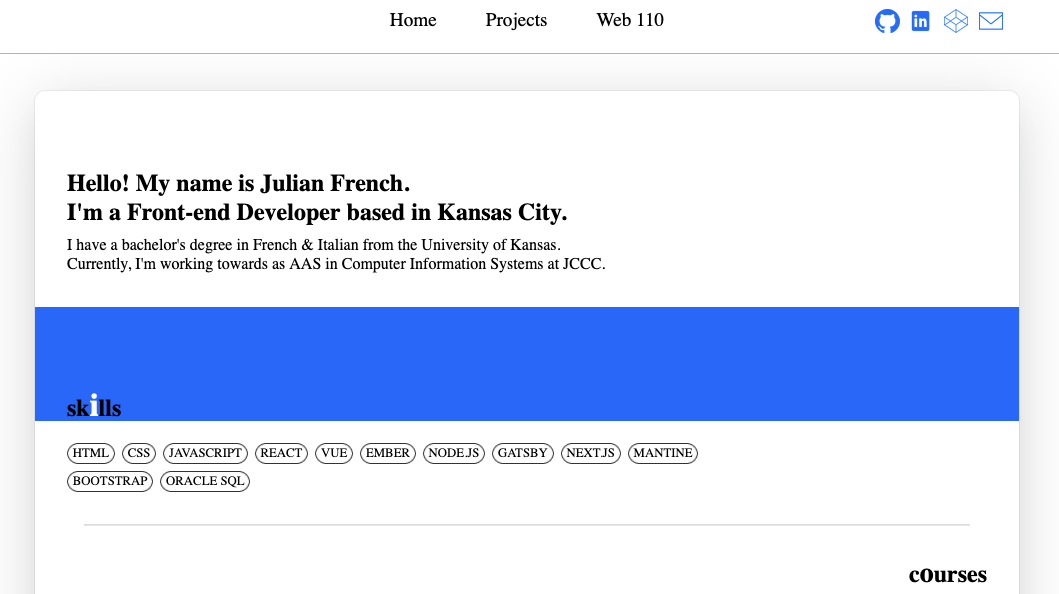 Home Projects Web 110
in
Hello! My name is Julian French.
I'm a Front-end Developer based in Kansas City.
I have a bachelor's degree in French & Italian from the University of Kansas.
Currently, I'm working towards as AAS in Computer Information Systems at JCCC.
skills
HTML CSS JAVASCRIPT REACT VUE EMBER NODE.JS GATSBY NEXT.JS MANTINE
BOOTSTRAP ORACLE SQL
courses